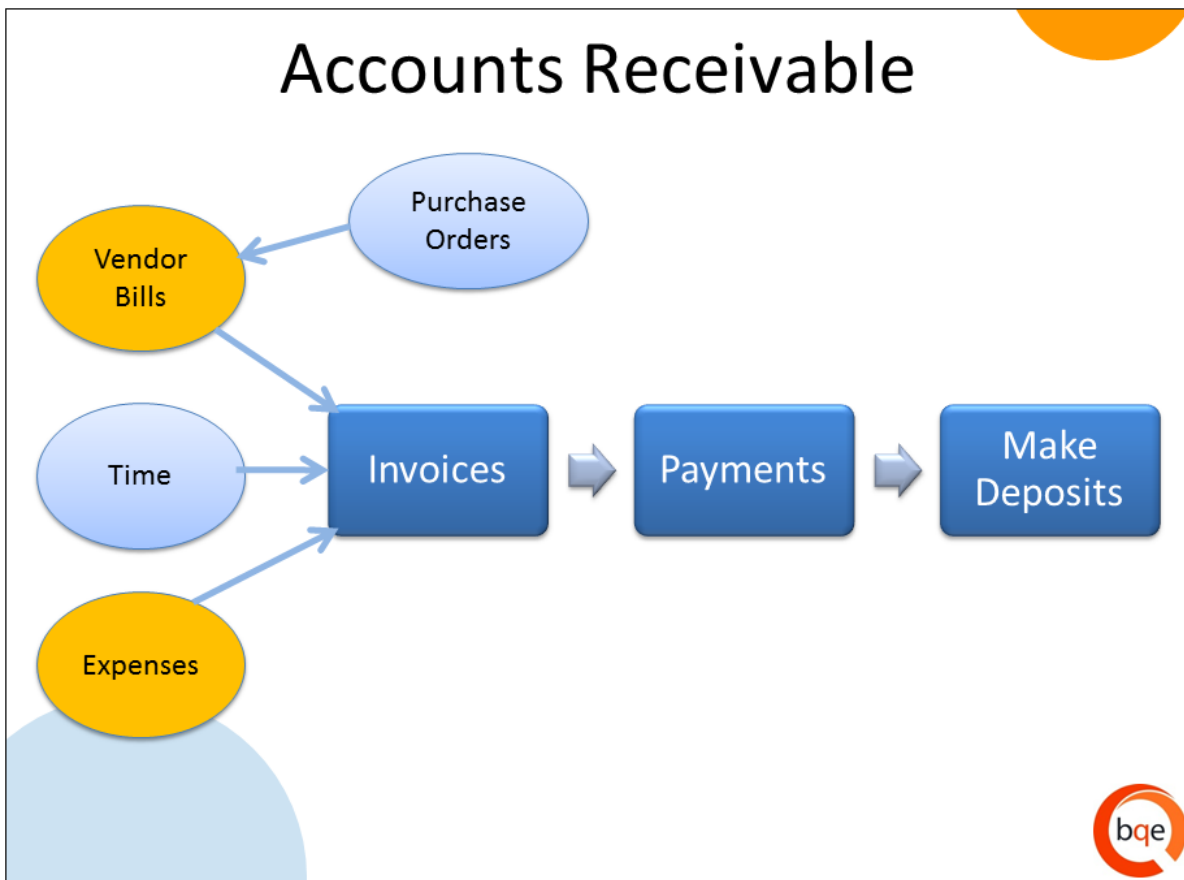 Accounts Receivable
Purchase
Orders
Vendor
Bills
Time
Invoices
Payments
Make
Deposits
Expenses
bqe